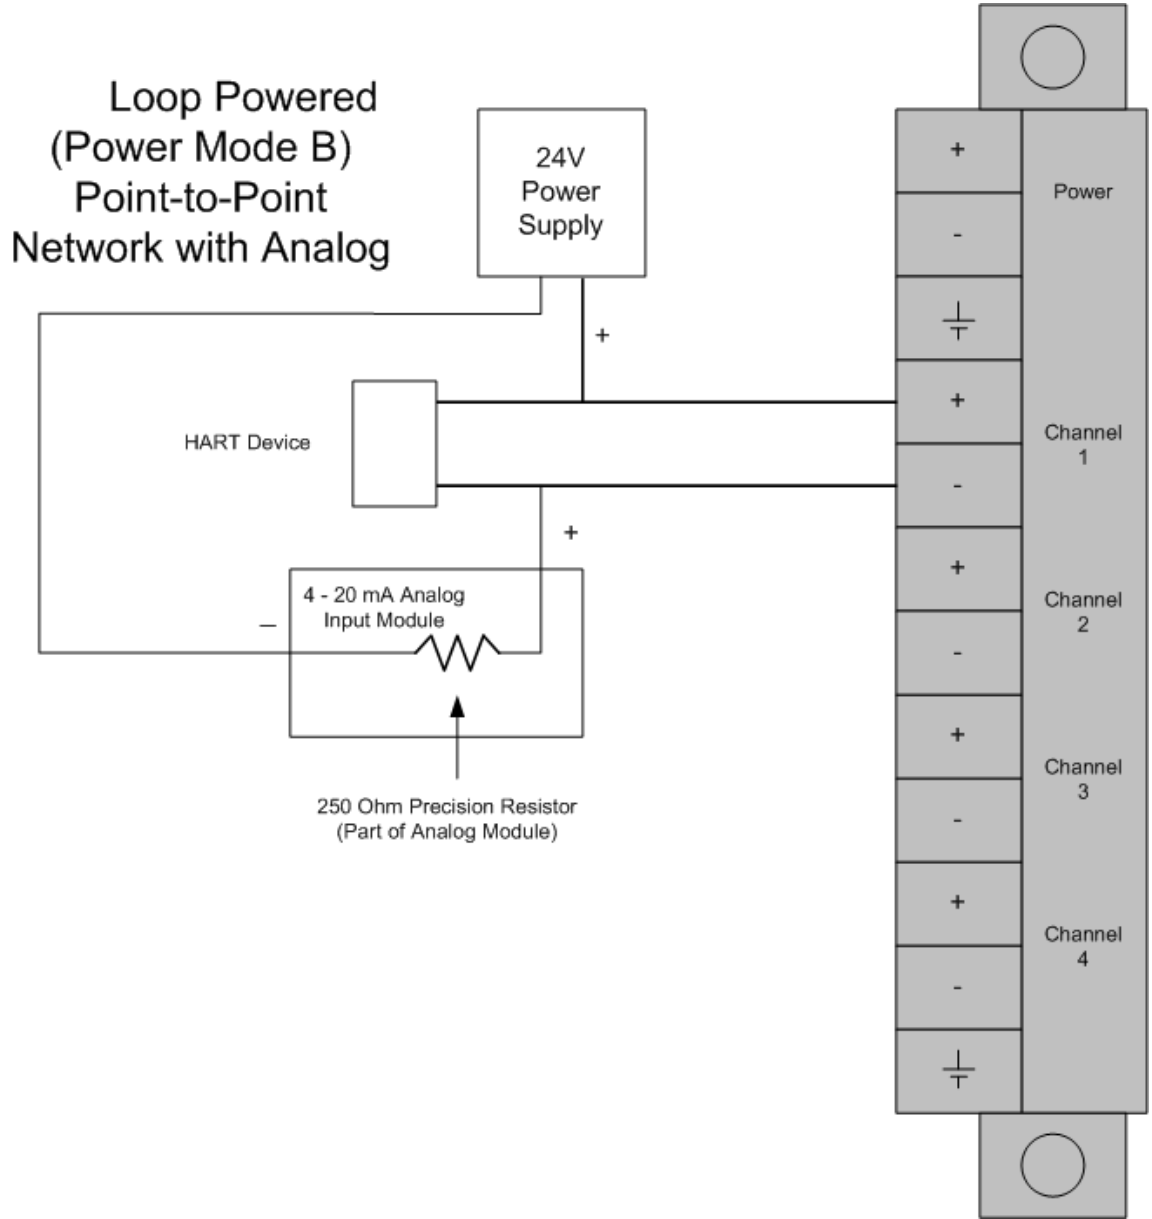 Loop Powered
(Power Mode B)
Point-to-Point
Network with Analog
24V
Power
Supply
+
HART Device
+
4 - 20 mA Analog
Input Module
–
250 Ohm Precision Resistor
(Part of Analog Module)
+
-
Power
+
-
Channel
1
+
-
Channel
2
+
-
Channel
3
+
-
Channel
4